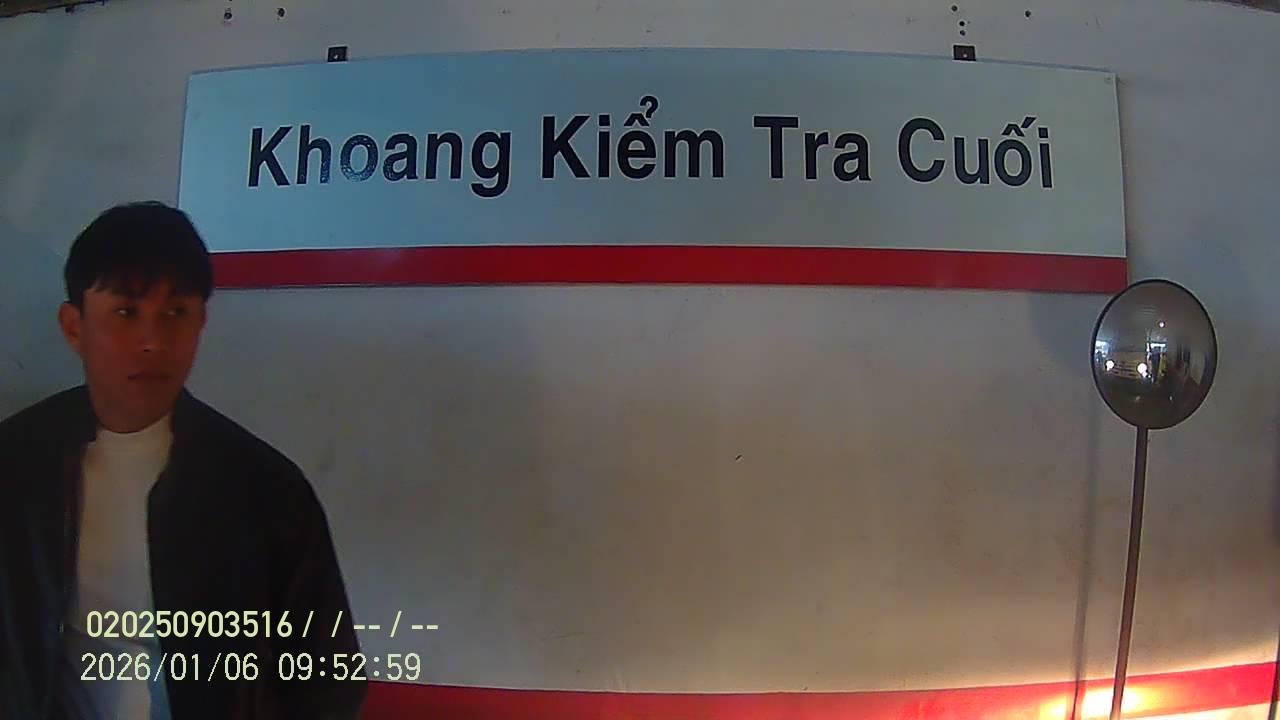 Khoang Kiểm Tra Cuối
020250903516 / / -- / --
2026/01/06 09:52:59